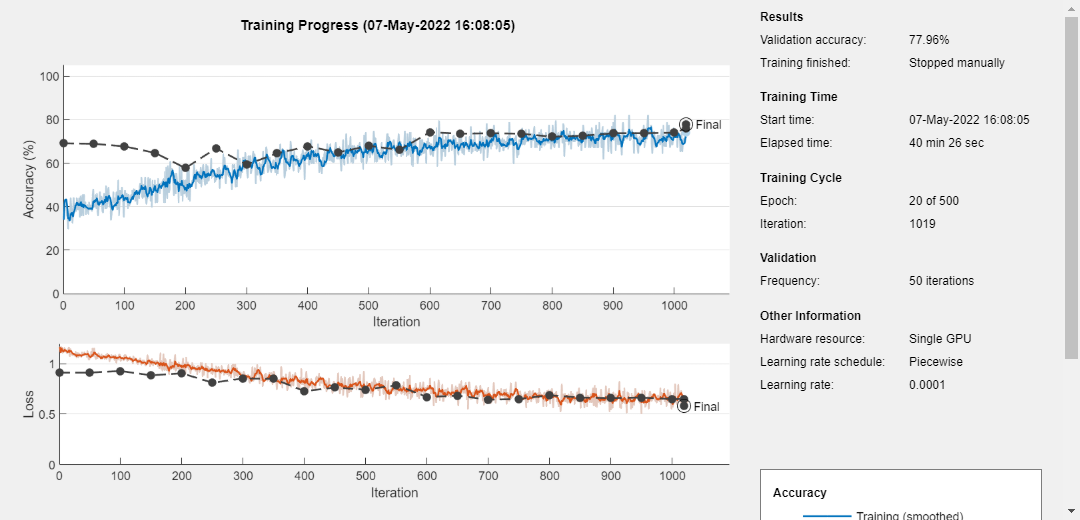 Training Progress (07-May-2022 16:08:05)
100
80
60
40
20
0
Accuracy (%)
Final
0 100 200 300 400 500 600 700 800 900 1000
Iteration
1
0.5
0
Loss
Final
0 100 200 300 400 500 600 700 800 900 1000
Iteration
Results
Validation accuracy: 77.96%
Training finished: Stopped manually
Training Time
Start time: 07-May-2022 16:08:05
Elapsed time: 40 min 26 sec
Training Cycle
Epoch: 20 of 500
Iteration: 1019
Validation
Frequency: 50 iterations
Other Information
Hardware resource: Single GPU
Learning rate schedule: Piecewise
Learning rate: 0.0001
Accuracy
Training (smoothed)